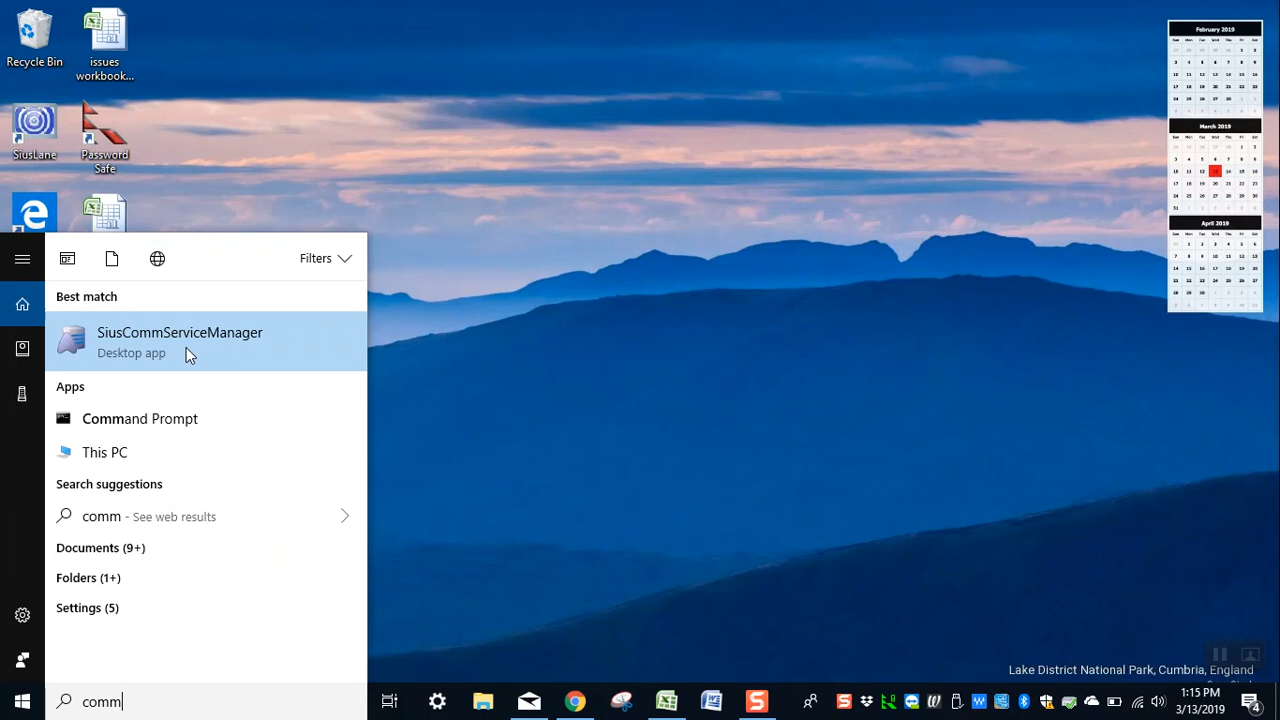 Recycle Bin
issues
workbook...
SiusLane
Password
Safe
Filters
Best match
SiusCommServiceManager
Desktop app
Apps
Command Prompt
This PC
Search suggestions
comm - See web results
Documents (9+)
Folders (1+)
Settings (5)
comm
February 2019
March 2019
April 2019
Lake District National Park, Cumbria, England
1:15 PM
3/13/2019
4